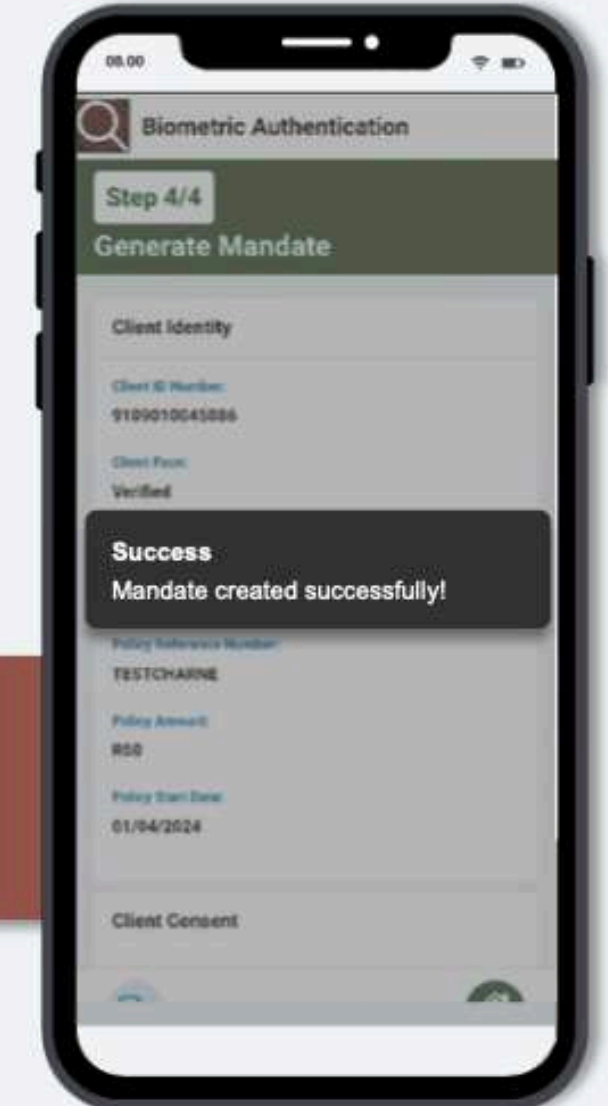 08.00
Biometric Authentication
Step 4/4
Generate Mandate
Client Identity
Client ID Number:
Client Face:
Verified
Success
Mandate created successfully!
Policy Reference Number:
TESTCHARNE
Policy Amount:
R50
Policy Start Date:
01/04/2024
Client Consent